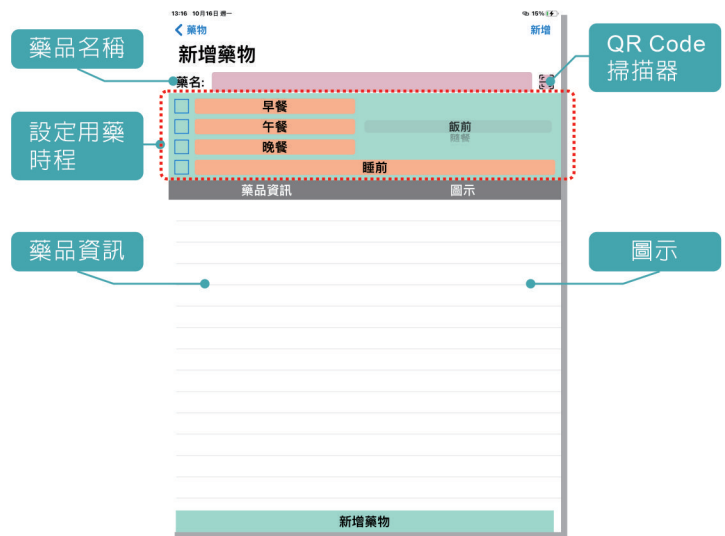 13:16 10月16日 週一
15%
藥物
新增
新增藥物
藥品名稱
QR Code
掃描器
藥名:
早餐
午餐
飯前
隨餐
晚餐
睡前
設定用藥
時程
藥品資訊
圖示
藥品資訊
圖示
新增藥物